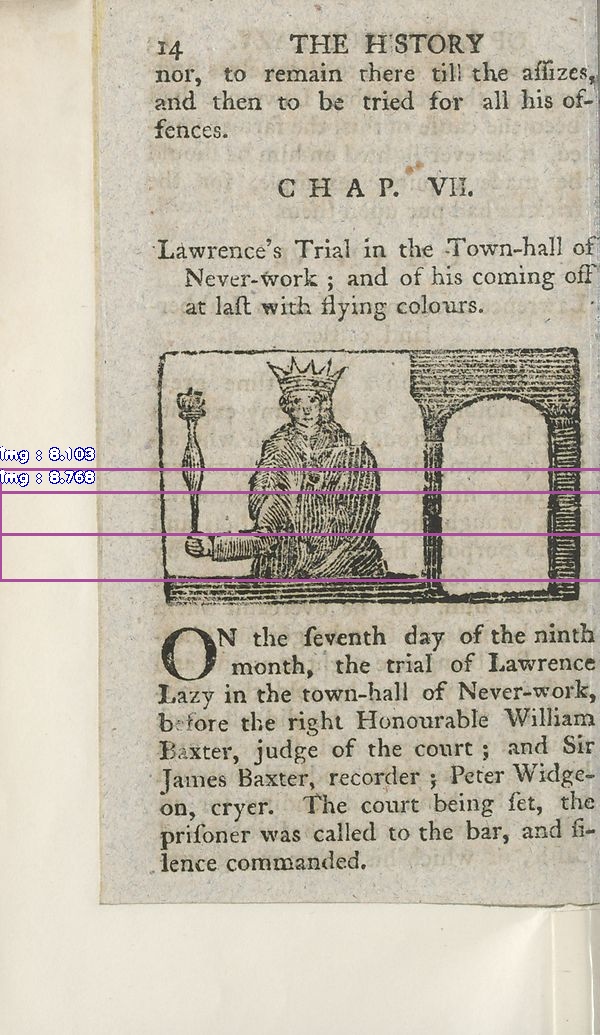 14 THE H STORY
nor, to remain there till the aſſizes,
and then to be tried for all his of-
fences.
C H A P. VII.
Lawrence's Trial in the Town-hall of
Never-work ; and of his coming off
at laſt with flying colours.
img : 8.103
img : 8.768
ON the ſeventh day of the ninth
month, the trial of Lawrence
Lazy in the town-hall of Never-work,
before the right Honourable William
Baxter, judge of the court ; and Sir
James Baxter, recorder ; Peter Widge-
on, cryer. The court being ſet, the
priſoner was called to the bar, and ſi-
lence commanded.